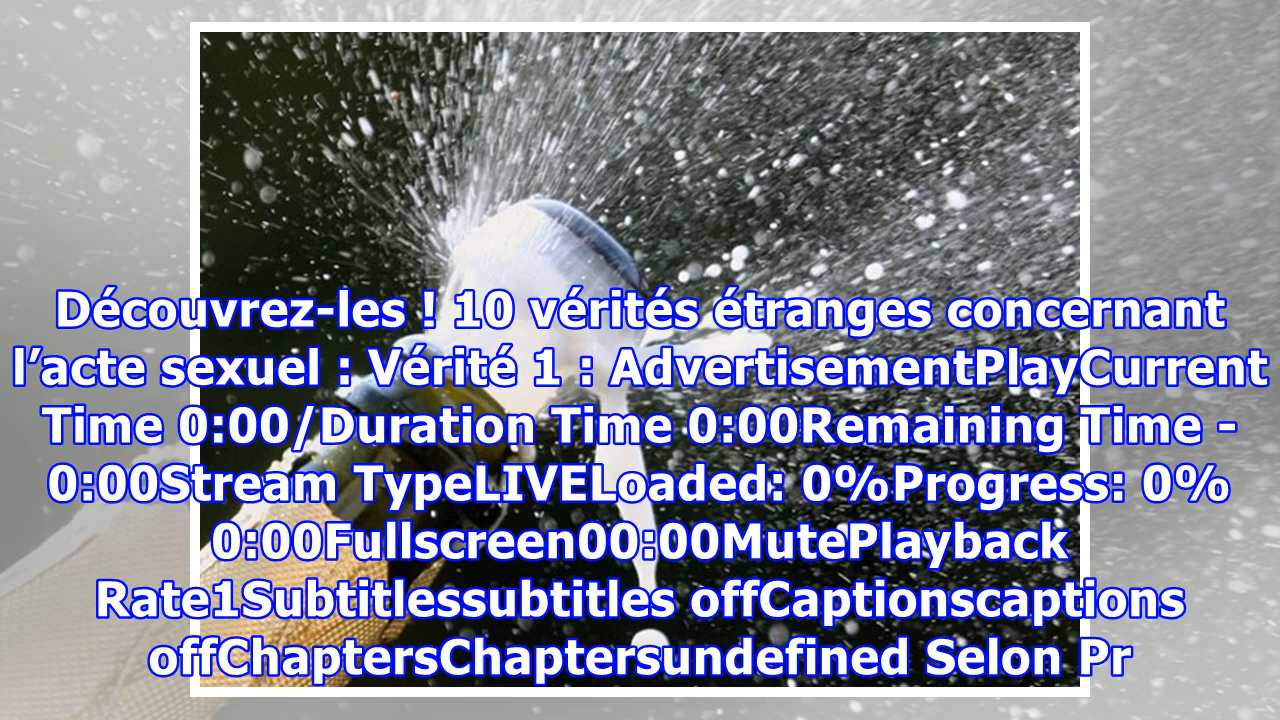 Découvrez-les ! 10 vérités étranges concernant
l’acte sexuel : Vérité 1 : AdvertisementPlayCurrent
Time 0:00/Duration Time 0:00Remaining Time -
0:00Stream TypeLIVELoaded: 0%Progress: 0%
0:00Fullscreen00:00MutePlayback
Rate1Subtitlessubtitles offCaptionscaptions
offChaptersChaptersundefined Selon Pr